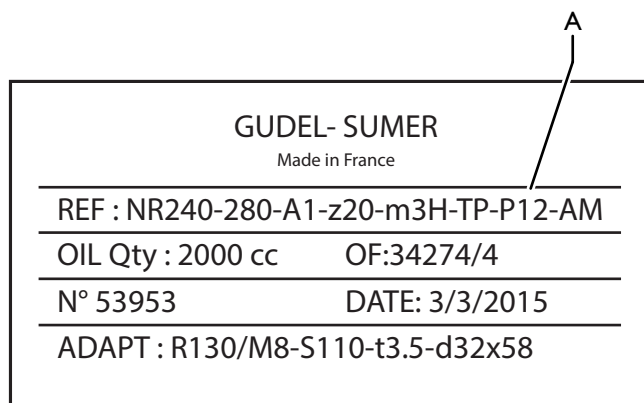 A
GUDEL- SUMER
Made in France
REF : NR240-280-A1-z20-m3H-TP-P12-AM
OIL Qty : 2000 cc OF:34274/4
N° 53953 DATE: 3/3/2015
ADAPT : R130/M8-S110-t3.5-d32x58